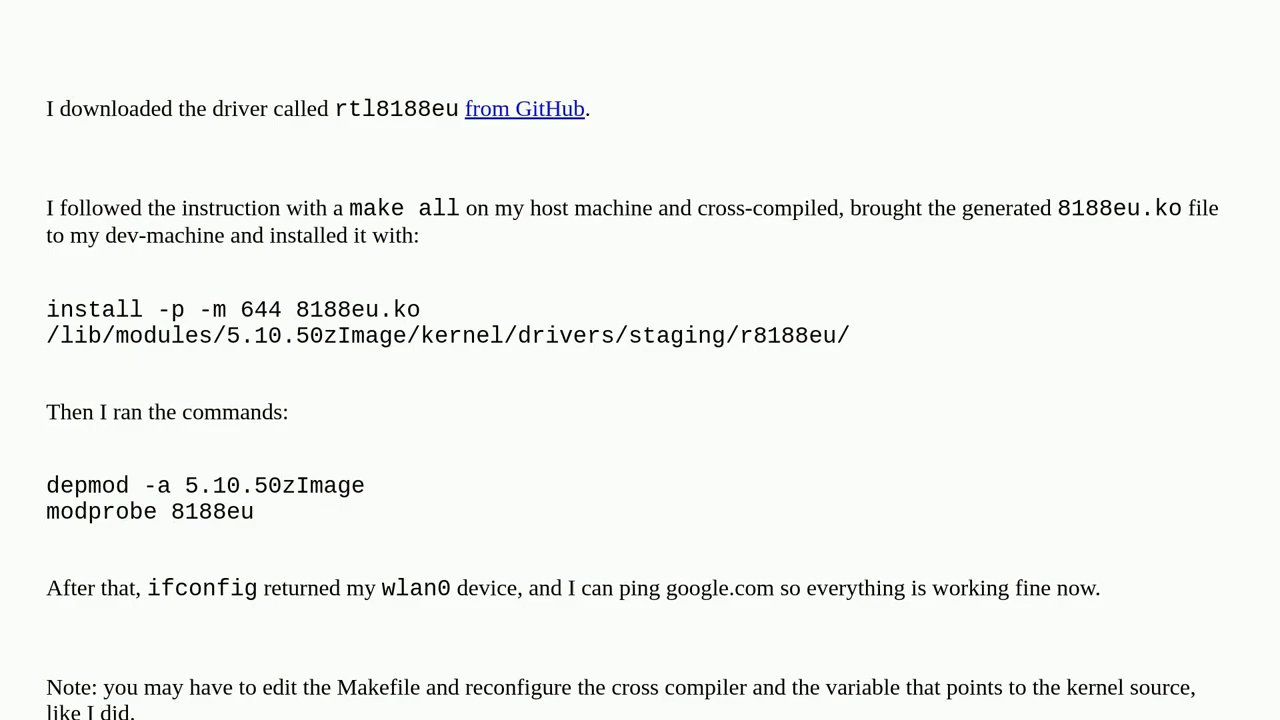 I downloaded the driver called rtl8188eu from GitHub.
I followed the instruction with a make all on my host machine and cross-compiled, brought the generated 8188eu.ko file
to my dev-machine and installed it with:
install -p -m 644 8188eu.ko
/lib/modules/5.10.50zImage/kernel/drivers/staging/r8188eu/
Then I ran the commands:
depmod -a 5.10.50zImage
modprobe 8188eu
After that, ifconfig returned my wlan0 device, and I can ping google.com so everything is working fine now.
Note: you may have to edit the Makefile and reconfigure the cross compiler and the variable that points to the kernel source,
like I did.